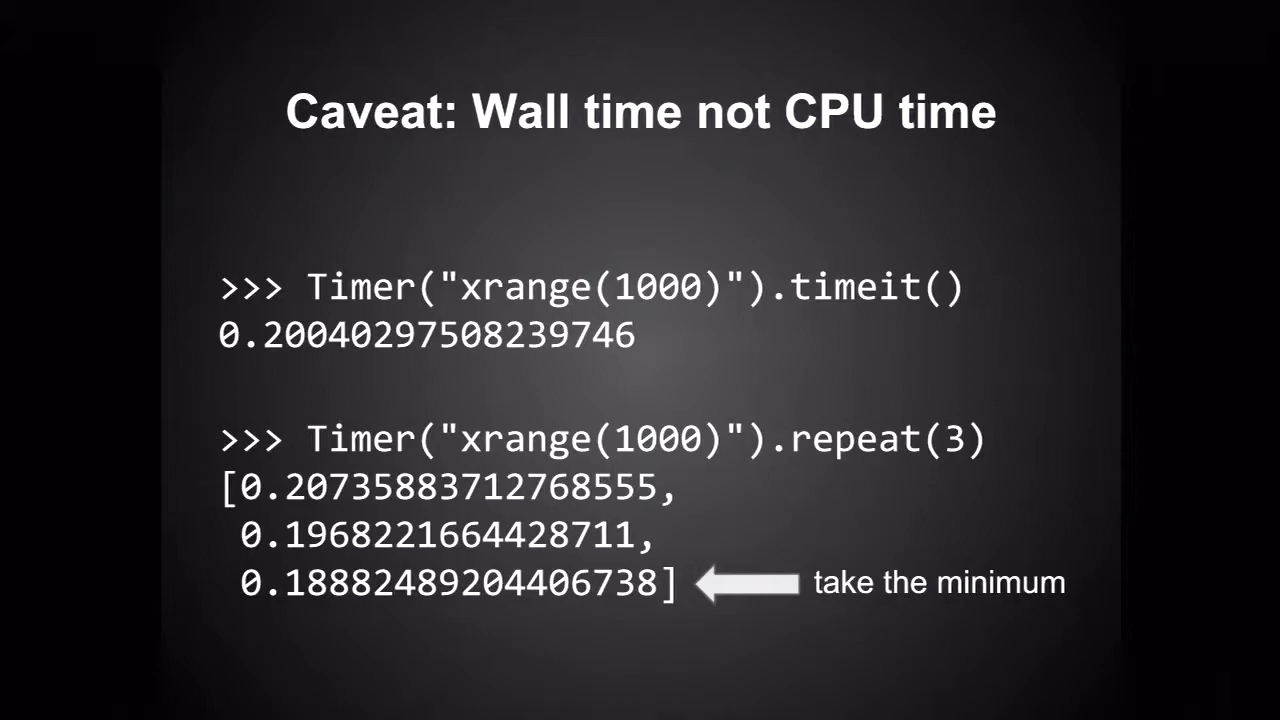 Caveat: Wall time not CPU time
>>> Timer("xrange(1000)").timeit()
0.20040297508239746
>>> Timer("xrange(1000)").repeat(3)
[0.20735883712768555,
0.1968221664428711,
0.18882489204406738] take the minimum